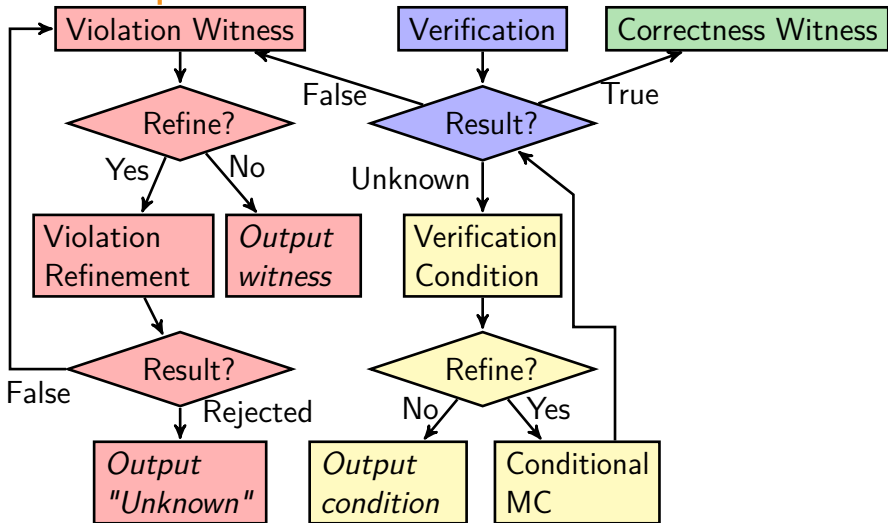 Violation Witness
Verification
Correctness Witness
False
True
Refine?
Result?
Yes
No
Unknown
Violation
Refinement
Output
witness
Verification
Condition
Result?
Refine?
False
Rejected
No
Yes
Output
"Unknown"
Output
condition
Conditional
MC